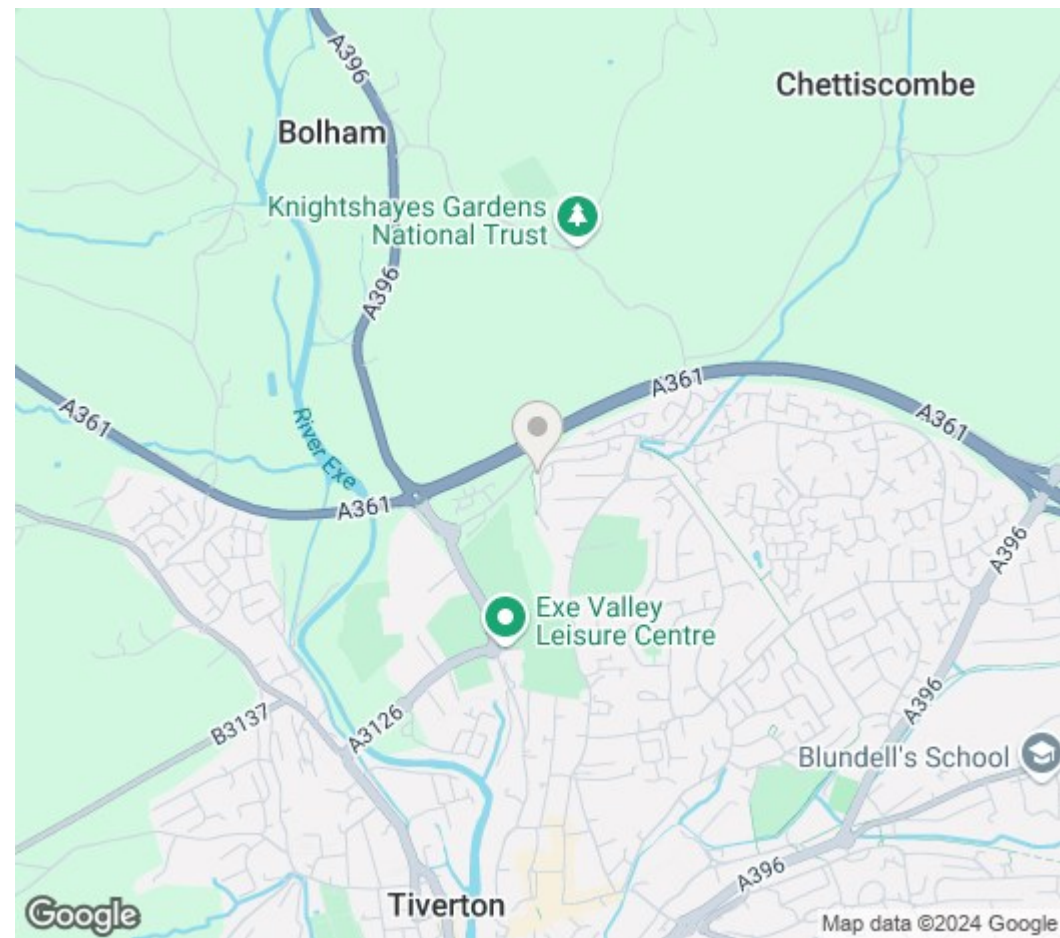 A396
Chettiscombe
Bolham
Knightshayes Gardens
National Trust
A396
A361
A361
A361
River Exe
A361
A396
Exe Valley
Leisure Centre
A396
B3137
A3126
Blundell's School
A396
Tiverton
Google
Map data ©2024 Google